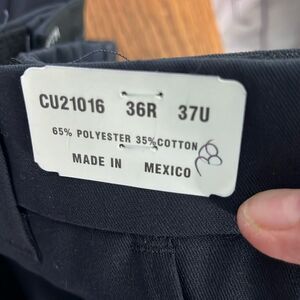 CU21016 36R 37U
65% POLYESTER 35%COTTON
MADE IN MEXICO